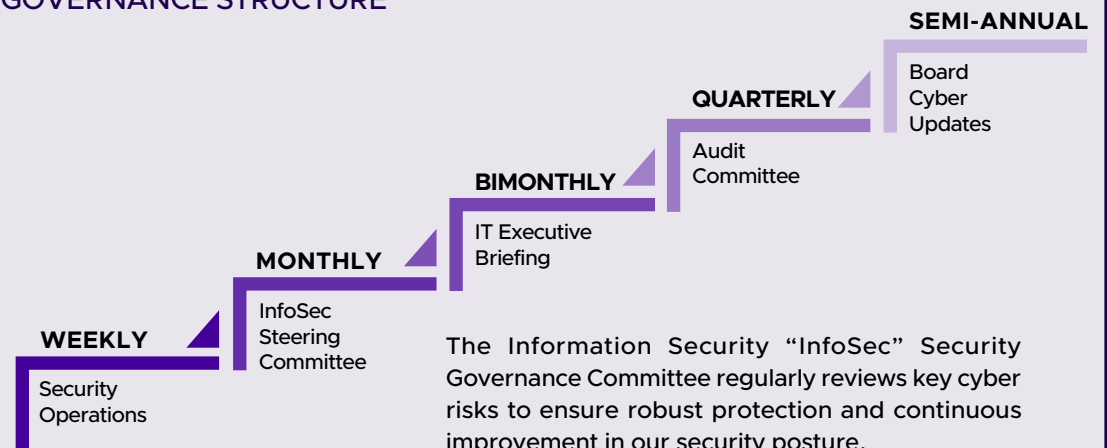 GOVERNANCE STRUCTURE
SEMI-ANNUAL
Board
Cyber
Updates
QUARTERLY
Audit
Committee
BIMONTHLY
IT Executive
Briefing
MONTHLY
InfoSec
Steering
Committee
WEEKLY
Security
Operations
The Information Security “InfoSec” Security
Governance Committee regularly reviews key cyber
risks to ensure robust protection and continuous
improvement in our security posture.